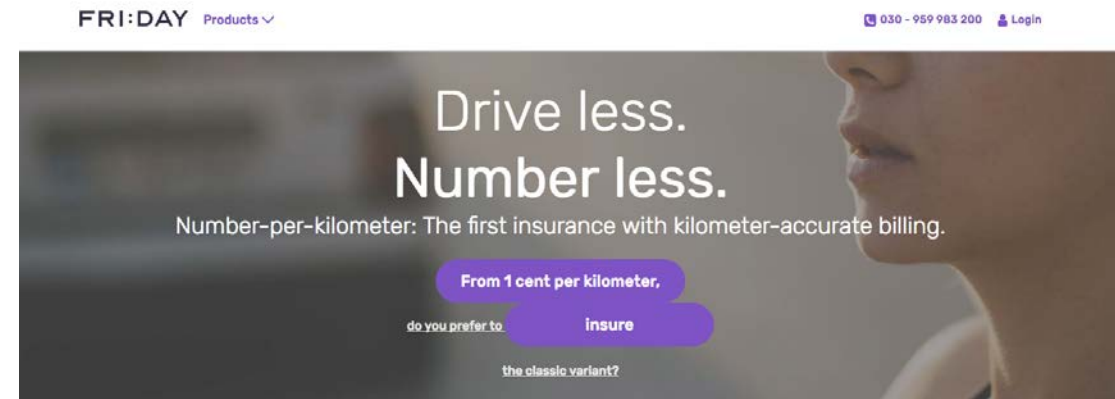 FRI:DAY Products
030 - 959 983 200 Login
Drive less.
Number less.
Number-per-kilometer: The first insurance with kilometer-accurate billing.
From 1 cent per kilometer,
do you prefer to insure
the classic variant?